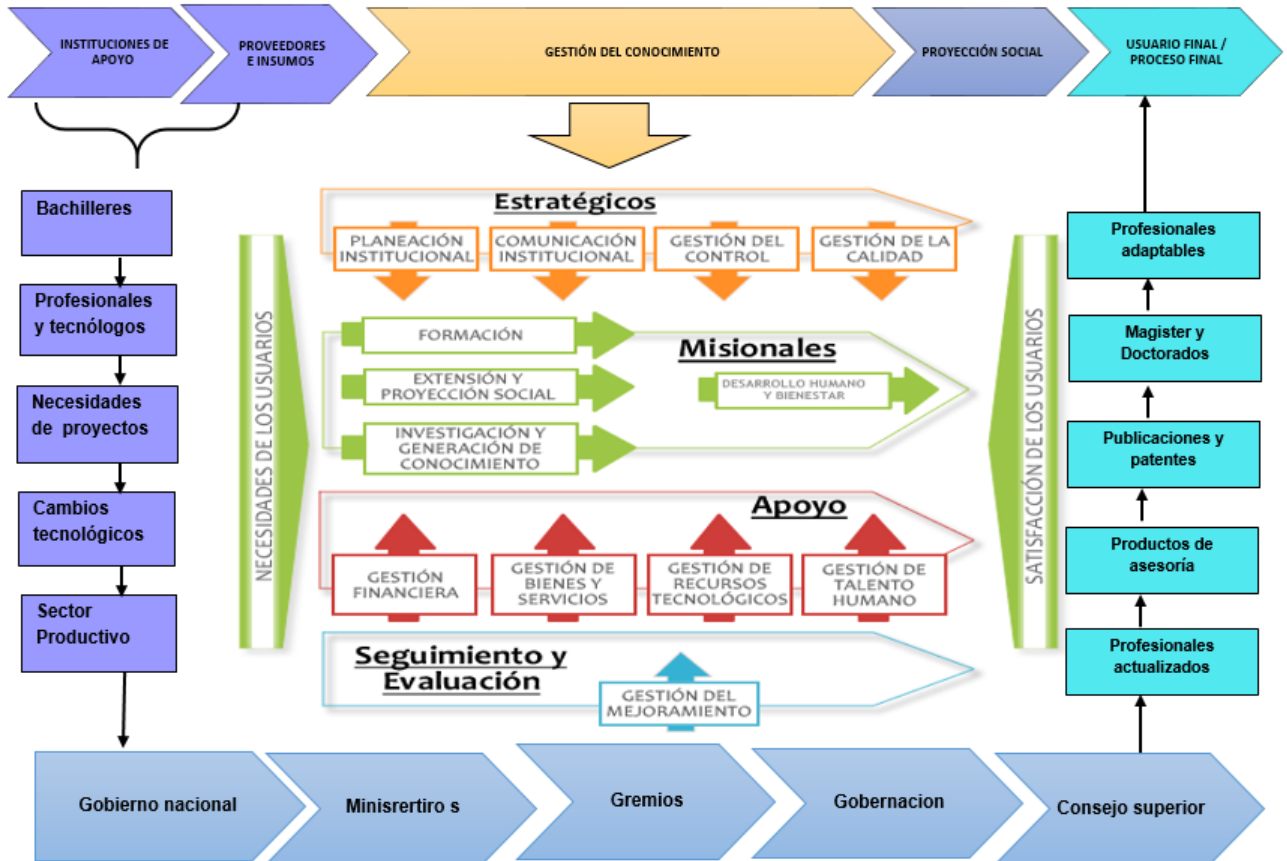 INSTITUCIONES DE
APOYO
PROVEEDORES
E INSUMOS
GESTIÓN DEL CONOCIMIENTO
PROYECCIÓN SOCIAL
USUARIO FINAL /
PROCESO FINAL
Bachilleres
Profesionales
y tecnólogos
Necesidades
de proyectos
Cambios
tecnológicos
Sector
Productivo
NECESIDADES DE LOS USUARIOS
Estratégicos
PLANEACIÓN
INSTITUCIONAL
COMUNICACIÓN
INSTITUCIONAL
GESTIÓN DEL
CONTROL
GESTIÓN DE LA
CALIDAD
FORMACIÓN
EXTENSIÓN Y
PROYECCIÓN SOCIAL
INVESTIGACIÓN Y
GENERACIÓN DE
CONOCIMIENTO
Misionales
DESARROLLO HUMANO
Y BIENESTAR
Apoyo
GESTIÓN
FINANCIERA
GESTIÓN DE
BIENES Y
SERVICIOS
GESTIÓN DE
RECURSOS
TECNOLÓGICOS
GESTIÓN DE
TALENTO
HUMANO
Seguimiento y
Evaluación
GESTIÓN DEL
MEJORAMIENTO
SATISFACCIÓN DE LOS USUARIOS
Profesionales
adaptables
Magister y
Doctorados
Publicaciones y
patentes
Productos de
asesoría
Profesionales
actualizados
Gobierno nacional
Minisrertiro s
Gremios
Gobernacion
Consejo superior